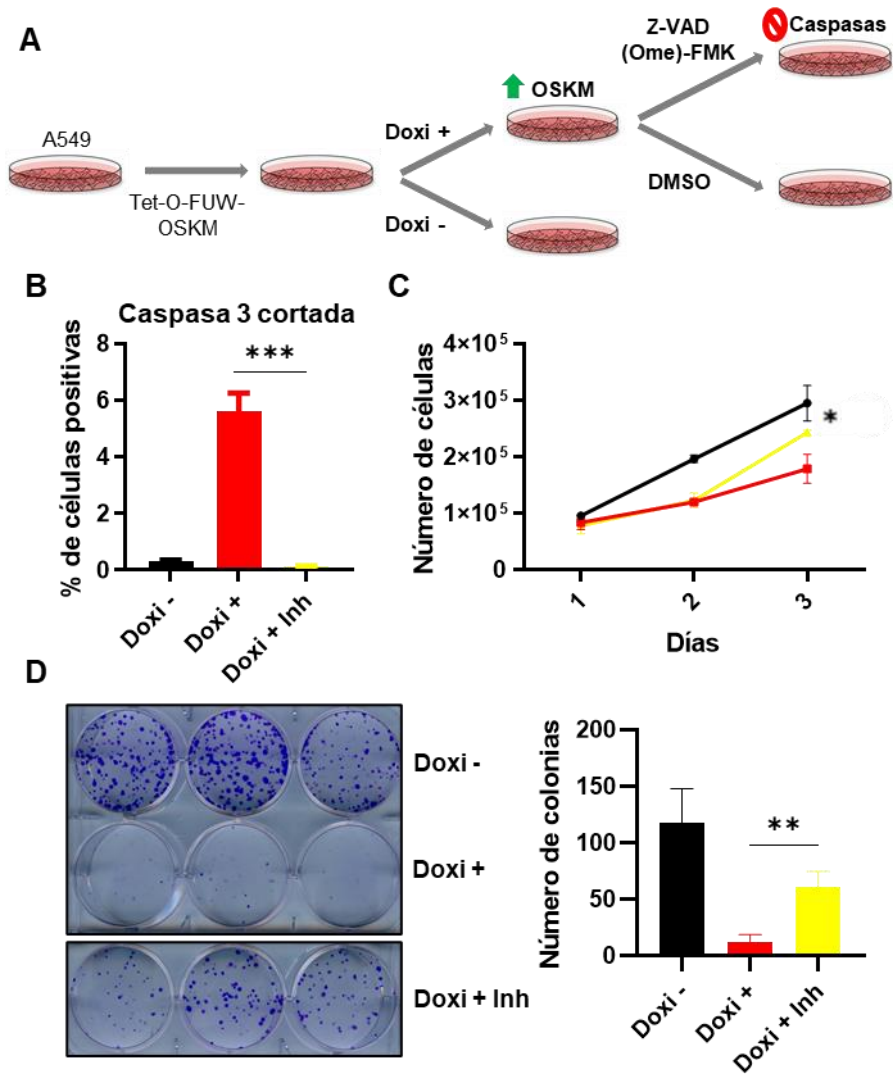 A
A549
Tet-O-FUW-
OSKM
Doxi +
Doxi -
OSKM
Z-VAD
(Ome)-FMK
DMSO
Caspasas
B
Caspasa 3 cortada
% de células positivas
8
6
4
2
0
***
Doxi -
Doxi +
Doxi + Inh
C
Número de células
4×10⁵
3×10⁵
2×10⁵
1×10⁵
0
*
1
2
3
Días
D
Doxi -
Doxi +
Doxi + Inh
Número de colonias
200
150
100
50
0
**
Doxi -
Doxi +
Doxi + Inh